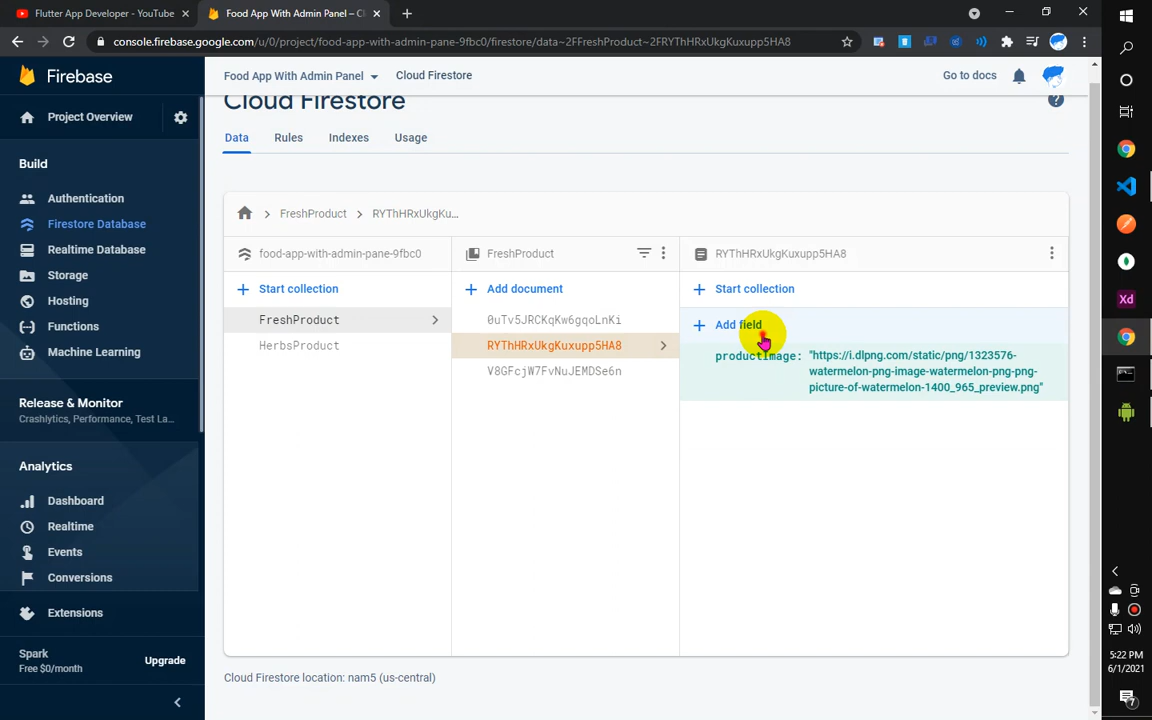 Flutter App Developer - YouTube
Food App With Admin Panel – Cl
console.firebase.google.com/u/0/project/food-app-with-admin-pane-9fbc0/firestore/data~2FFreshProduct~2FRYThHRxUkgKuxupp5HA8
Firebase
Food App With Admin Panel
Cloud Firestore
Go to docs
Cloud Firestore
Project Overview
Data
Rules
Indexes
Usage
Build
Authentication
Firestore Database
Realtime Database
Storage
Hosting
Functions
Machine Learning
Release & Monitor
Crashlytics, Performance, Test La...
Analytics
Dashboard
Realtime
Events
Conversions
Extensions
Spark
Free $0/month
Upgrade
FreshProduct
RYThHRxUkgKu...
food-app-with-admin-pane-9fbc0
Start collection
FreshProduct
HerbsProduct
FreshProduct
Add document
0uTv5JRCKqKw6gqoLnKi
RYThHRxUkgKuxupp5HA8
V8GFcjW7FvNuJEMDSe6n
RYThHRxUkgKuxupp5HA8
Start collection
Add field
productImage: "https://i.dlpng.com/static/png/1323576-
watermelon-png-image-watermelon-png-png-
picture-of-watermelon-1400_965_preview.png"
Cloud Firestore location: nam5 (us-central)
Xd
5:22 PM
6/1/2021
7